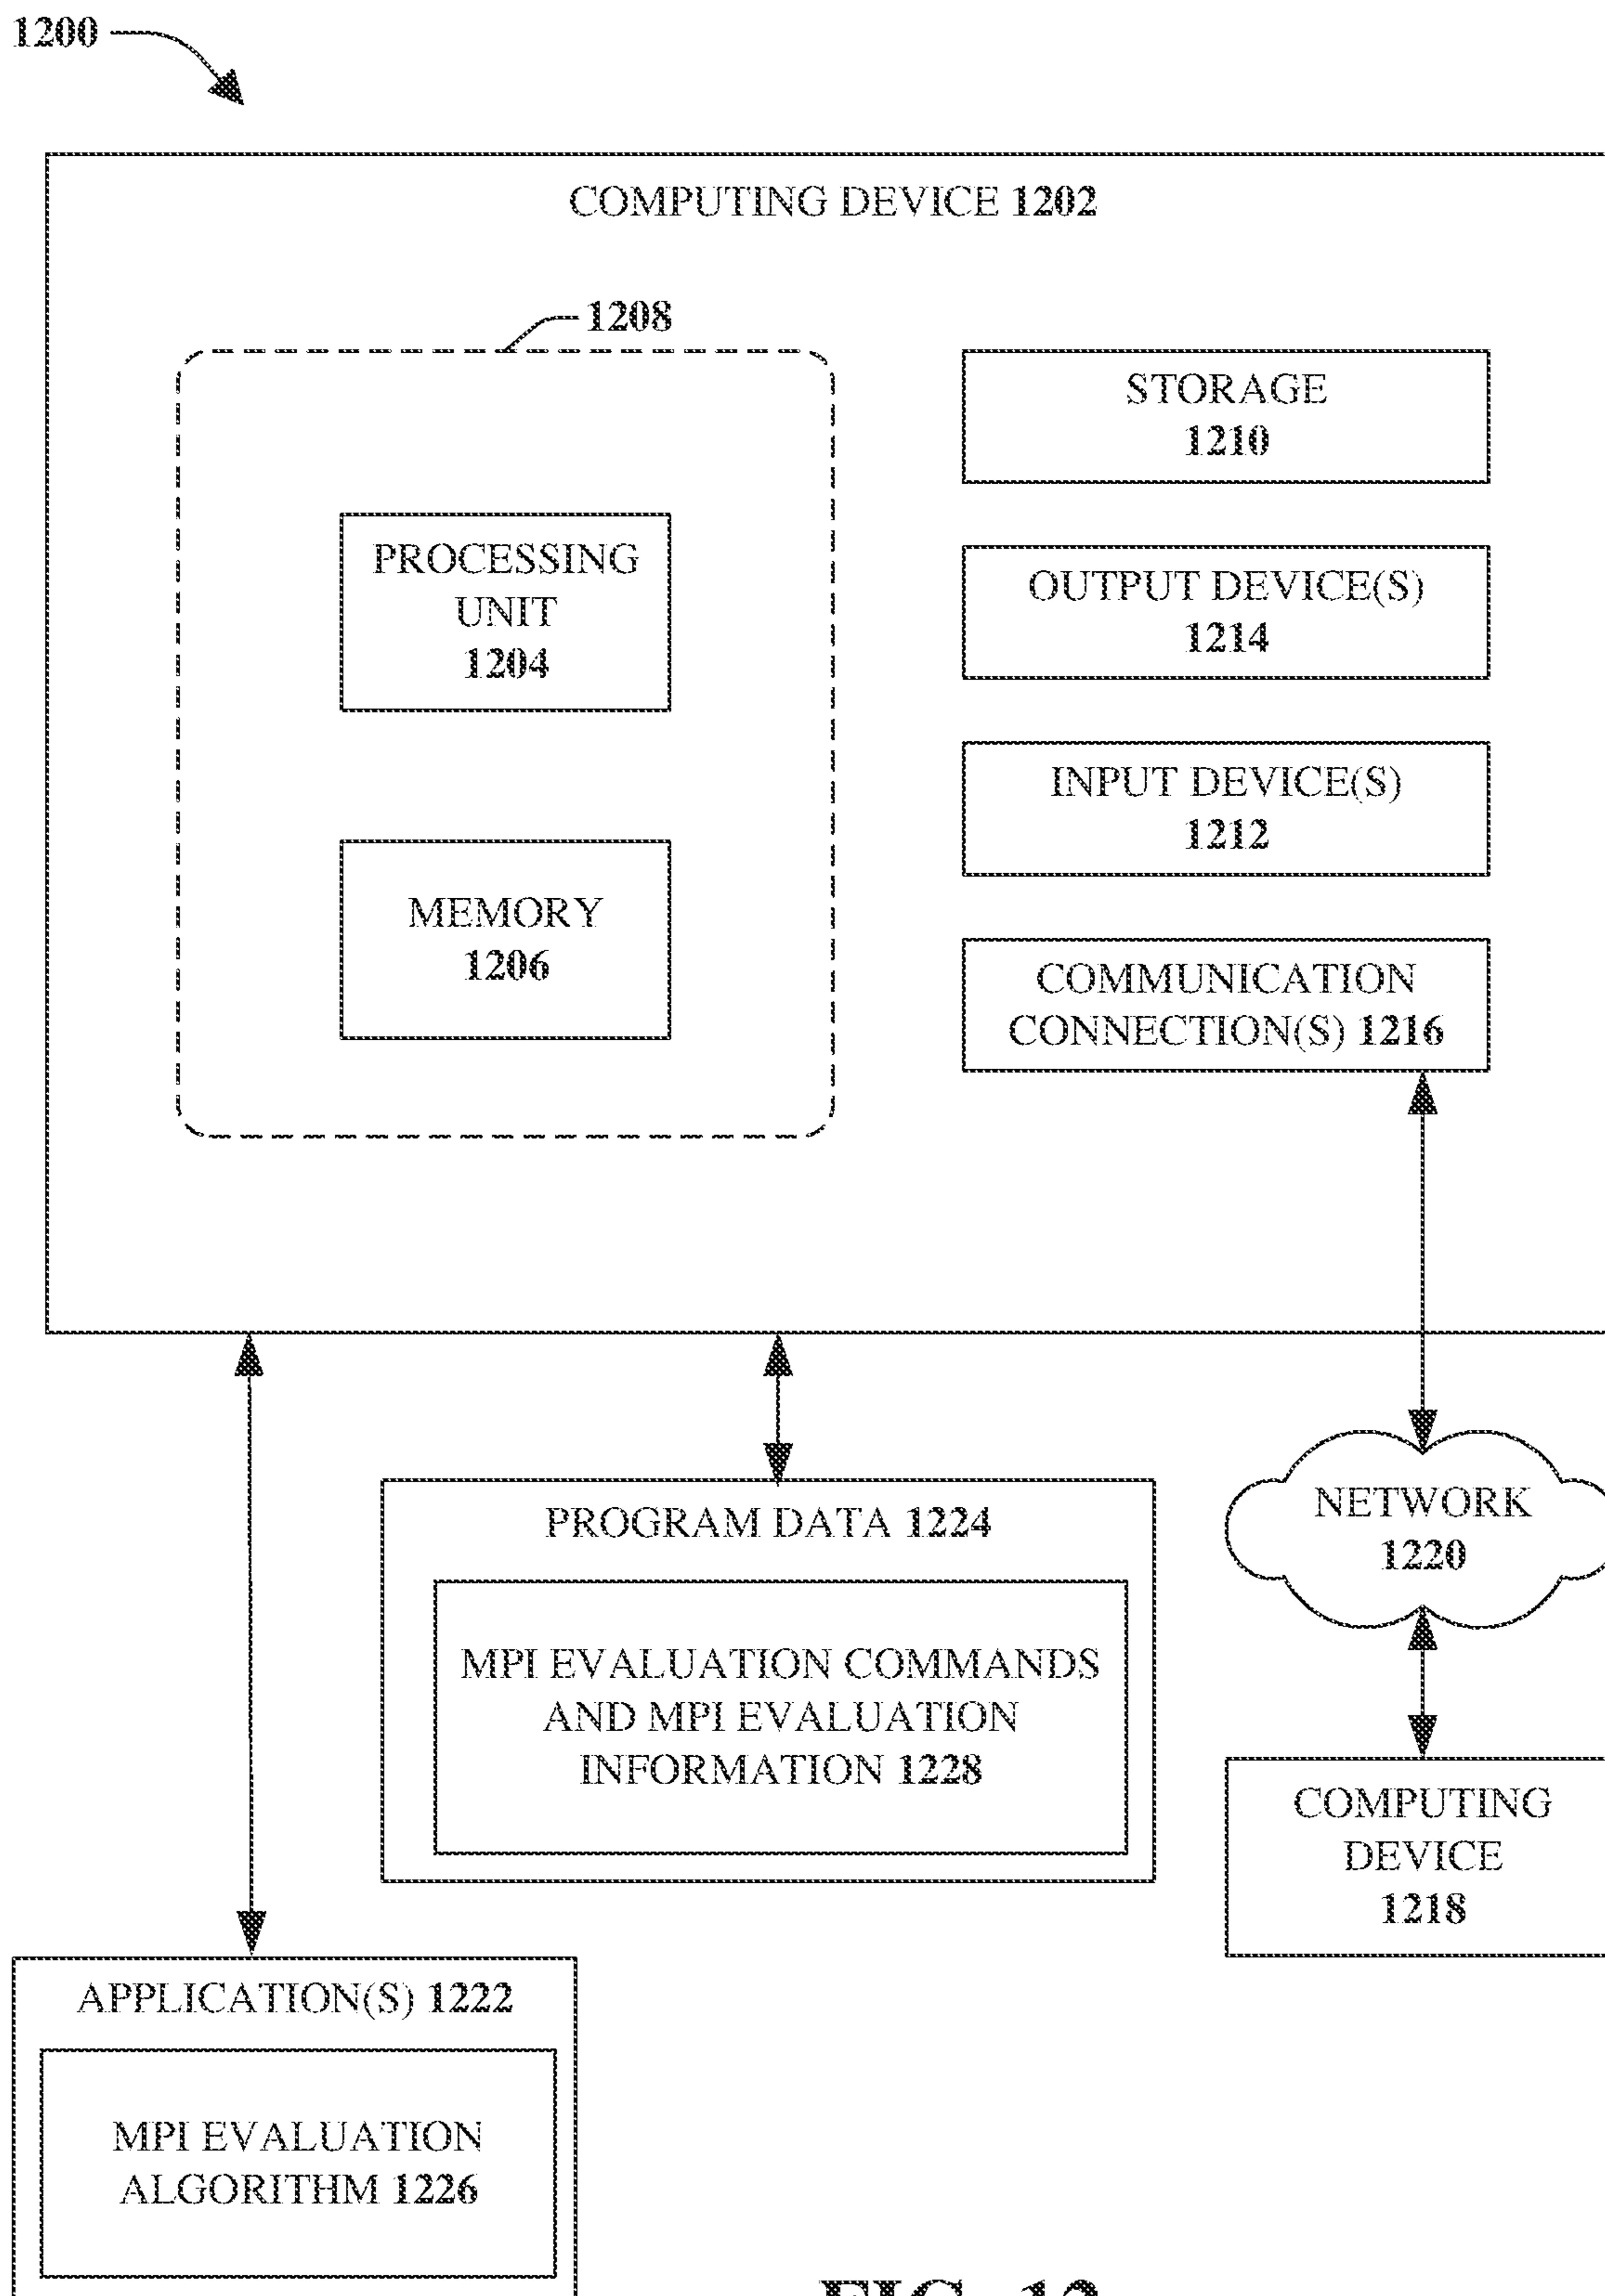 1200
COMPUTING DEVICE 1202
1208
PROCESSING
UNIT
1204
MEMORY
1206
STORAGE
1210
OUTPUT DEVICE(S)
1214
INPUT DEVICE(S)
1212
COMMUNICATION
CONNECTION(S) 1216
PROGRAM DATA 1224
MPI EVALUATION COMMANDS
AND MPI EVALUATION
INFORMATION 1228
NETWORK
1220
COMPUTING
DEVICE
1218
APPLICATION(S) 1222
MPI EVALUATION
ALGORITHM 1226
FIG. 12